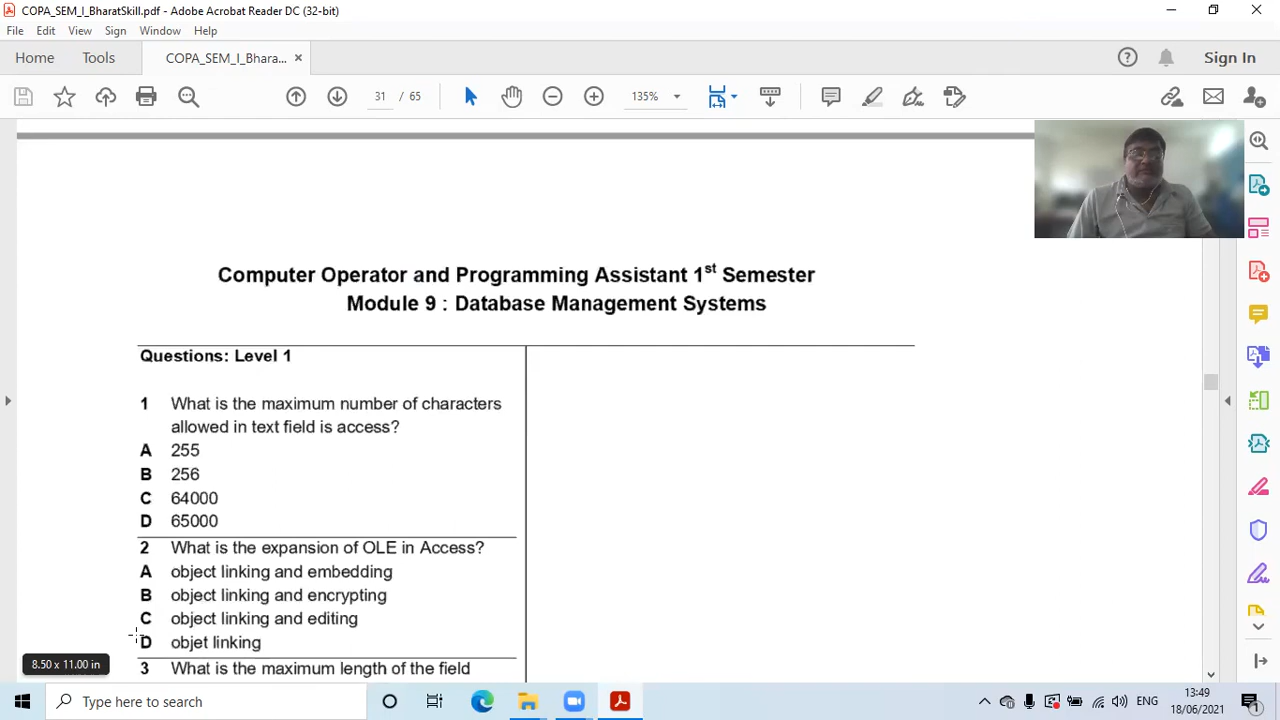 COPA_SEM_I_BharatSkill.pdf - Adobe Acrobat Reader DC (32-bit)
File Edit View Sign Window Help
Home Tools COPA_SEM_I_Bhara... × Sign In
31 / 65 135%
Computer Operator and Programming Assistant 1st Semester
Module 9 : Database Management Systems
Questions: Level 1
1 What is the maximum number of characters
allowed in text field is access?
A 255
B 256
C 64000
D 65000
2 What is the expansion of OLE in Access?
A object linking and embedding
B object linking and encrypting
C object linking and editing
D objet linking
8.50 x 11.00 in
3 What is the maximum length of the field
Type here to search
ENG
13:49
18/06/2021